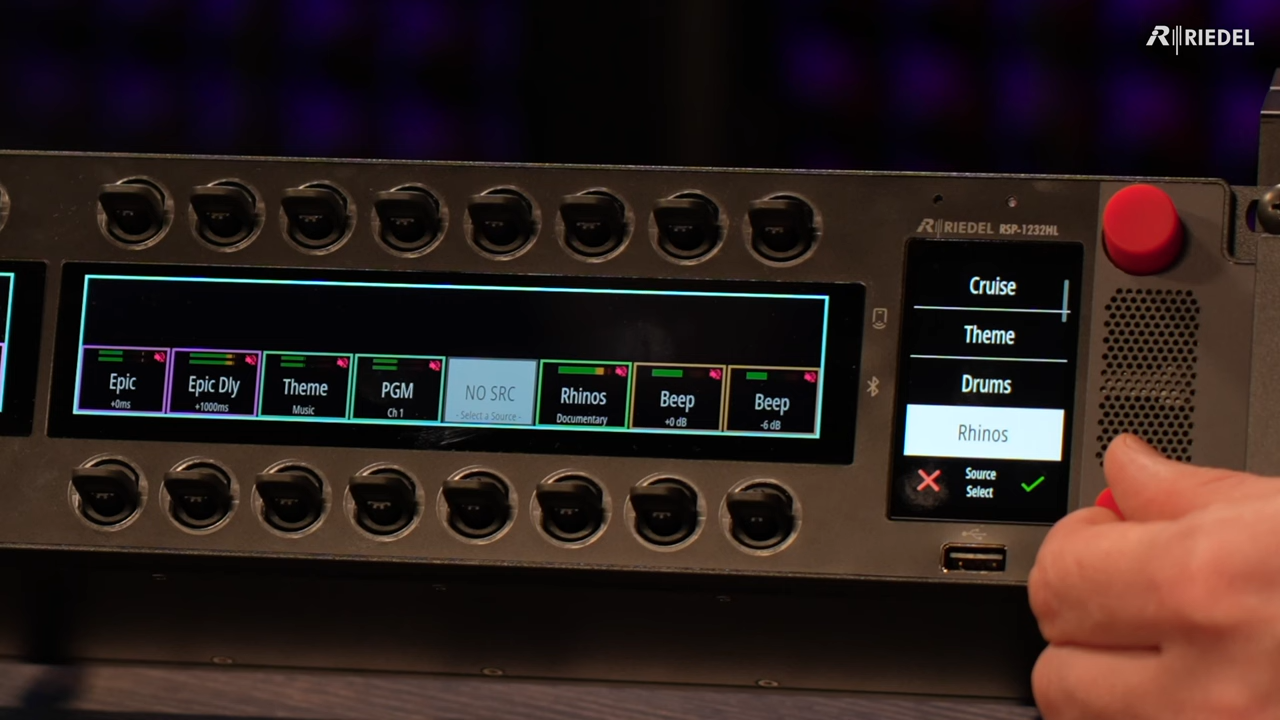 RIEDEL
RIEDEL RSP-1232HL
Cruise
Theme
Drums
Rhinos
Source
Select
Epic
+0ms
Epic Dly
+1000ms
Theme
Music
PGM
Ch 1
NO SRC
- Select a Source -
Rhinos
Documentary
Beep
+0 dB
Beep
-6 dB